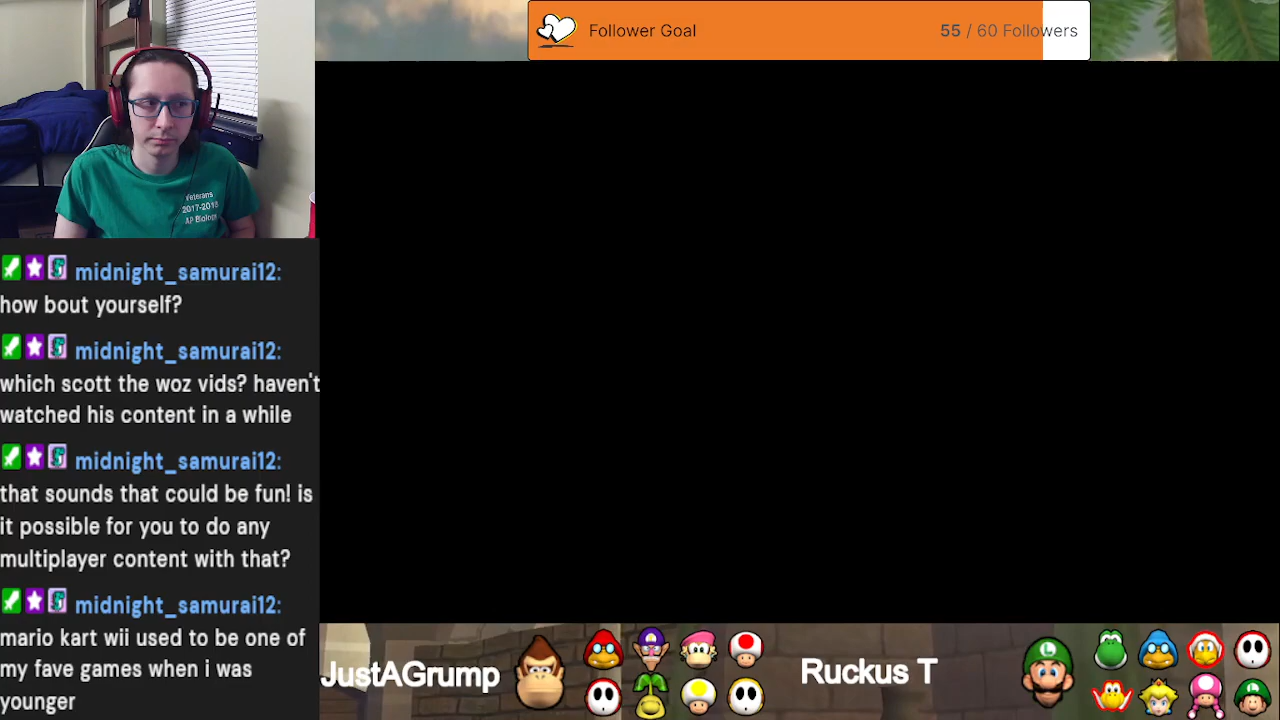 Follower Goal 55 / 60 Followers
Veterans
2017-2018
AP Biology
midnight_samurai12:
how bout yourself?
midnight_samurai12:
which scott the woz vids? haven't
watched his content in a while
midnight_samurai12:
that sounds that could be fun! is
it possible for you to do any
multiplayer content with that?
midnight_samurai12:
mario kart wii used to be one of
my fave games when i was
younger
JustAGrump
Ruckus T